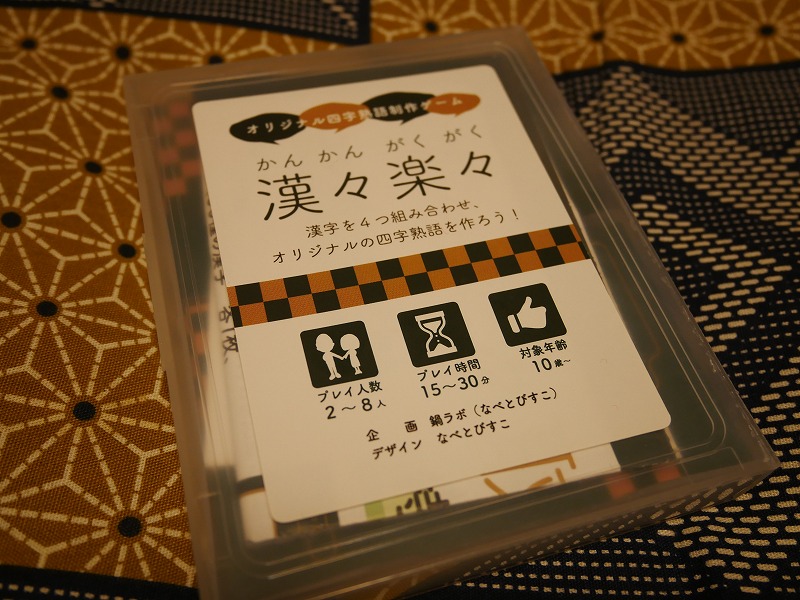 オリジナル四字熟語制作ゲーム
かんかんがくがく
漢々楽々
漢字を4つ組み合わせ、
オリジナルの四字熟語を作ろう！
プレイ人数
2〜8人
プレイ時間
15〜30分
対象年齢
10歳〜
企画 鍋ラボ（なべとびすこ）
デザイン なべとびすこ